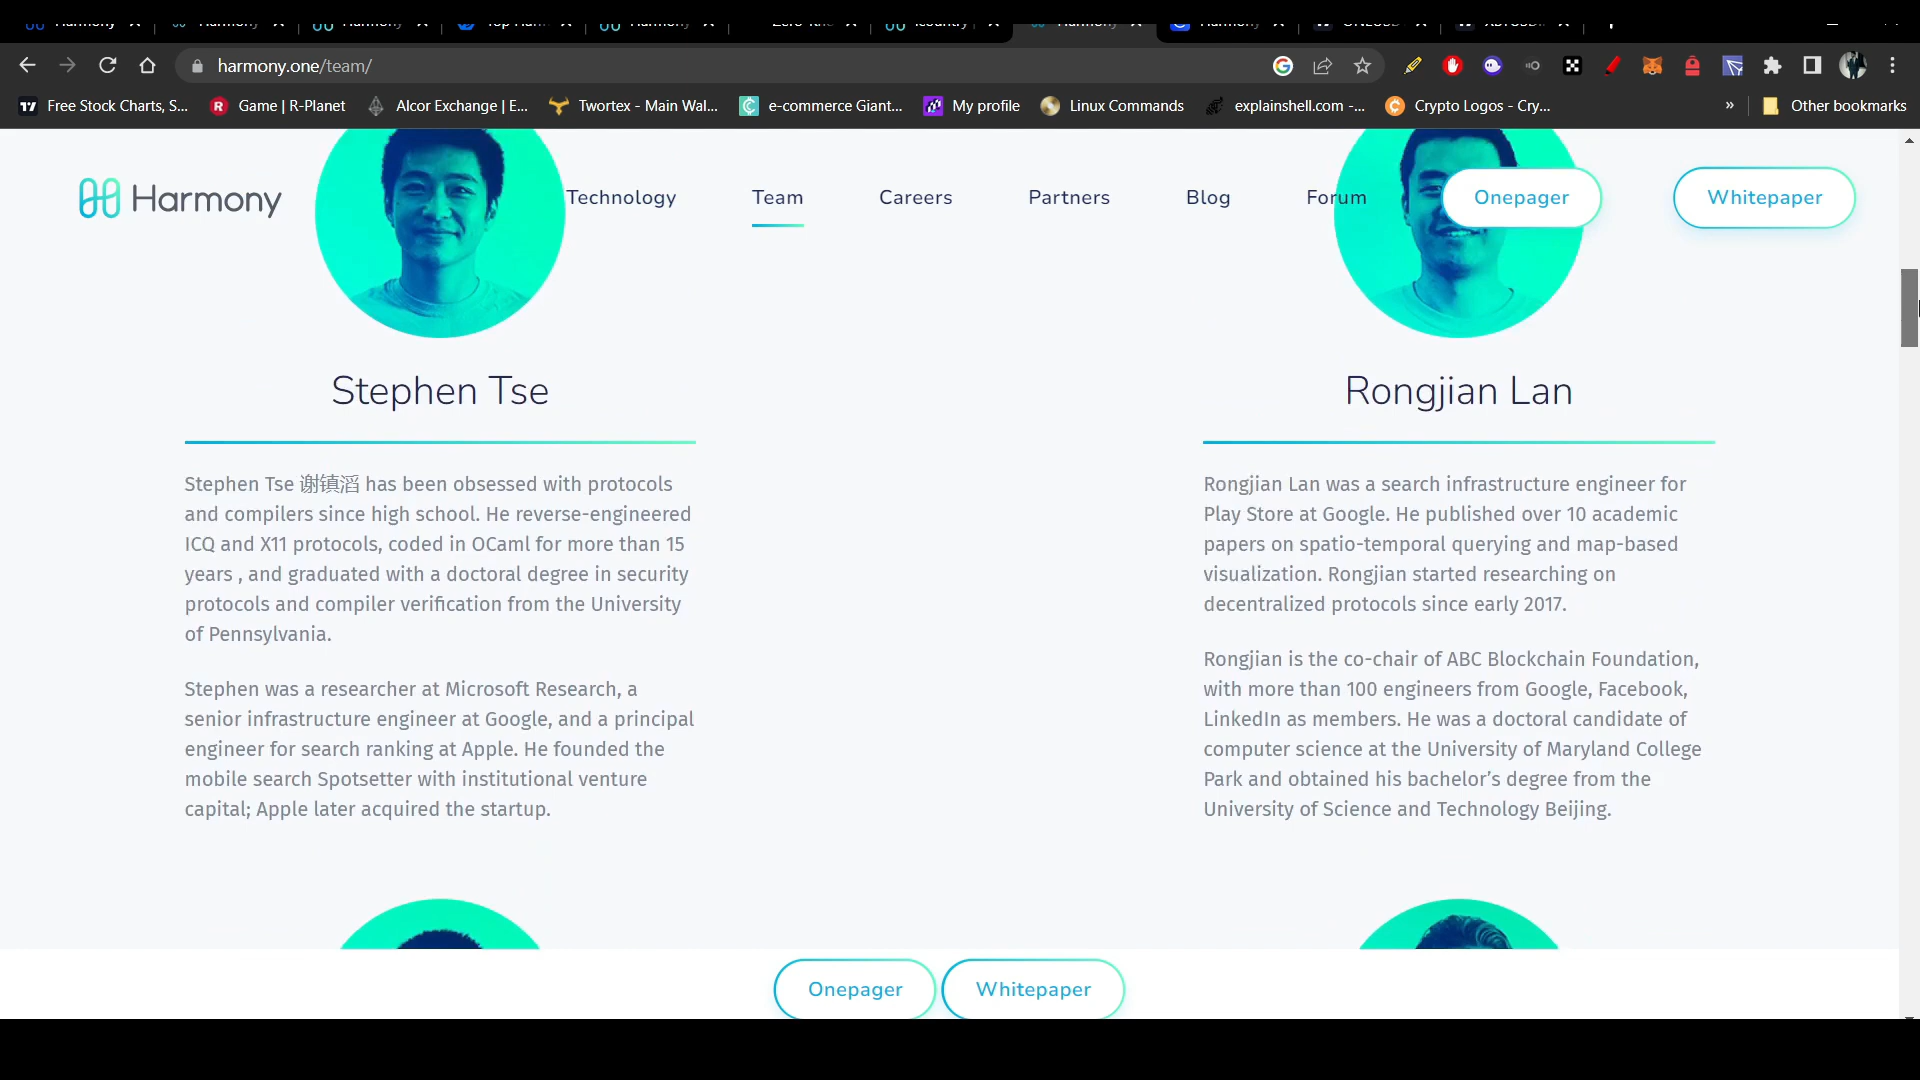 Harmony
Harmony
Harmony
Harmony
Harmony
harmony.one/team/
Free Stock Charts, S...
Game | R-Planet
Alcor Exchange | E...
Twortex - Main Wal...
e-commerce Giant...
My profile
Linux Commands
explainshell.com -...
Crypto Logos - Cry...
»
Other bookmarks
Harmony
Technology
Team
Careers
Partners
Blog
Forum
Onepager
Whitepaper
Stephen Tse
Stephen Tse 谢镇滔 has been obsessed with protocols
and compilers since high school. He reverse-engineered
ICQ and X11 protocols, coded in OCaml for more than 15
years , and graduated with a doctoral degree in security
protocols and compiler verification from the University
of Pennsylvania.
Stephen was a researcher at Microsoft Research, a
senior infrastructure engineer at Google, and a principal
engineer for search ranking at Apple. He founded the
mobile search Spotsetter with institutional venture
capital; Apple later acquired the startup.
Rongjian Lan
Rongjian Lan was a search infrastructure engineer for
Play Store at Google. He published over 10 academic
papers on spatio-temporal querying and map-based
visualization. Rongjian started researching on
decentralized protocols since early 2017.
Rongjian is the co-chair of ABC Blockchain Foundation,
with more than 100 engineers from Google, Facebook,
LinkedIn as members. He was a doctoral candidate of
computer science at the University of Maryland College
Park and obtained his bachelor’s degree from the
University of Science and Technology Beijing.
Onepager
Whitepaper